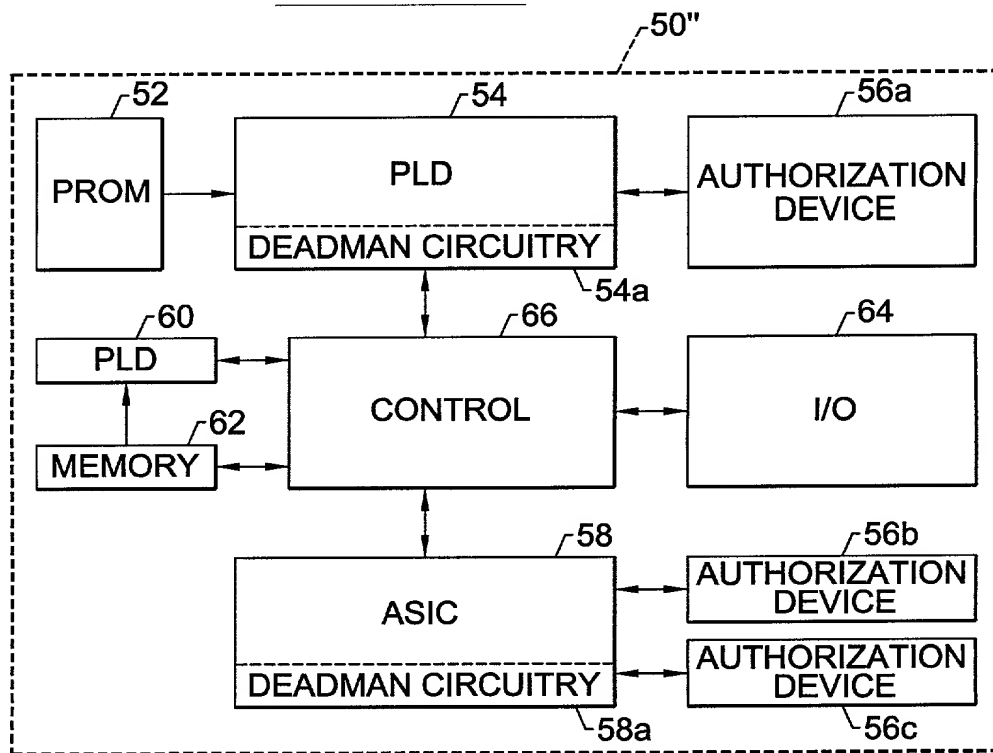 50"
52
54
56a
PROM
PLD
AUTHORIZATION
DEVICE
DEADMAN CIRCUITRY
54a
60
66
64
PLD
CONTROL
I/O
62
MEMORY
58
56b
ASIC
AUTHORIZATION
DEVICE
DEADMAN CIRCUITRY
AUTHORIZATION
DEVICE
58a
56c